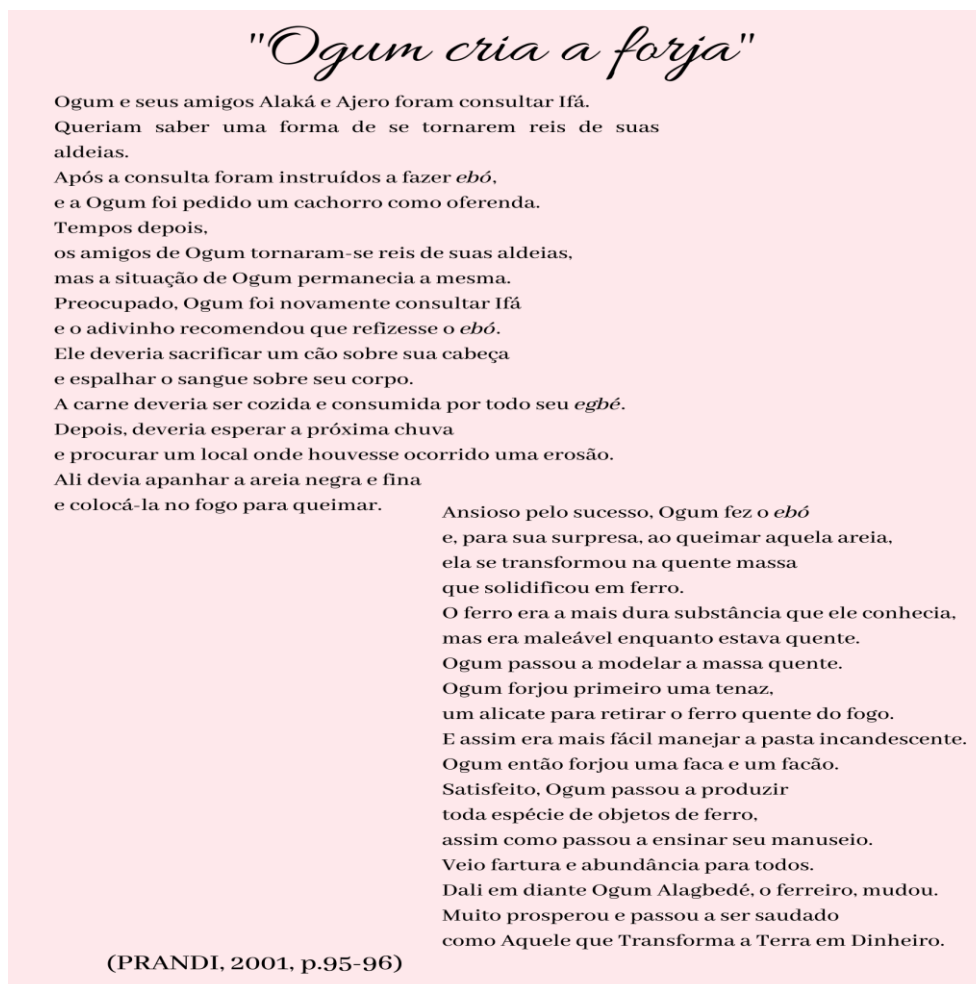 "Ogum cria a forja"
Ogum e seus amigos Alaká e Ajero foram consultar Ifá.
Queriam saber uma forma de se tornarem reis de suas
aldeias.
Após a consulta foram instruídos a fazer ebó,
e a Ogum foi pedido um cachorro como oferenda.
Tempos depois,
os amigos de Ogum tornaram-se reis de suas aldeias,
mas a situação de Ogum permanecia a mesma.
Preocupado, Ogum foi novamente consultar Ifá
e o adivinho recomendou que refizesse o ebó.
Ele deveria sacrificar um cão sobre sua cabeça
e espalhar o sangue sobre seu corpo.
A carne deveria ser cozida e consumida por todo seu egbé.
Depois, deveria esperar a próxima chuva
e procurar um local onde houvesse ocorrido uma erosão.
Ali devia apanhar a areia negra e fina
e colocá-la no fogo para queimar.
Ansioso pelo sucesso, Ogum fez o ebó
e, para sua surpresa, ao queimar aquela areia,
ela se transformou na quente massa
que solidificou em ferro.
O ferro era a mais dura substância que ele conhecia,
mas era maleável enquanto estava quente.
Ogum passou a modelar a massa quente.
Ogum forjou primeiro uma tenaz,
um alicate para retirar o ferro quente do fogo.
E assim era mais fácil manejar a pasta incandescente.
Ogum então forjou uma faca e um facão.
Satisfeito, Ogum passou a produzir
toda espécie de objetos de ferro,
assim como passou a ensinar seu manuseio.
Veio fartura e abundância para todos.
Dali em diante Ogum Alagbedé, o ferreiro, mudou.
Muito prosperou e passou a ser saudado
como Aquele que Transforma a Terra em Dinheiro.
(PRANDI, 2001, p.95-96)